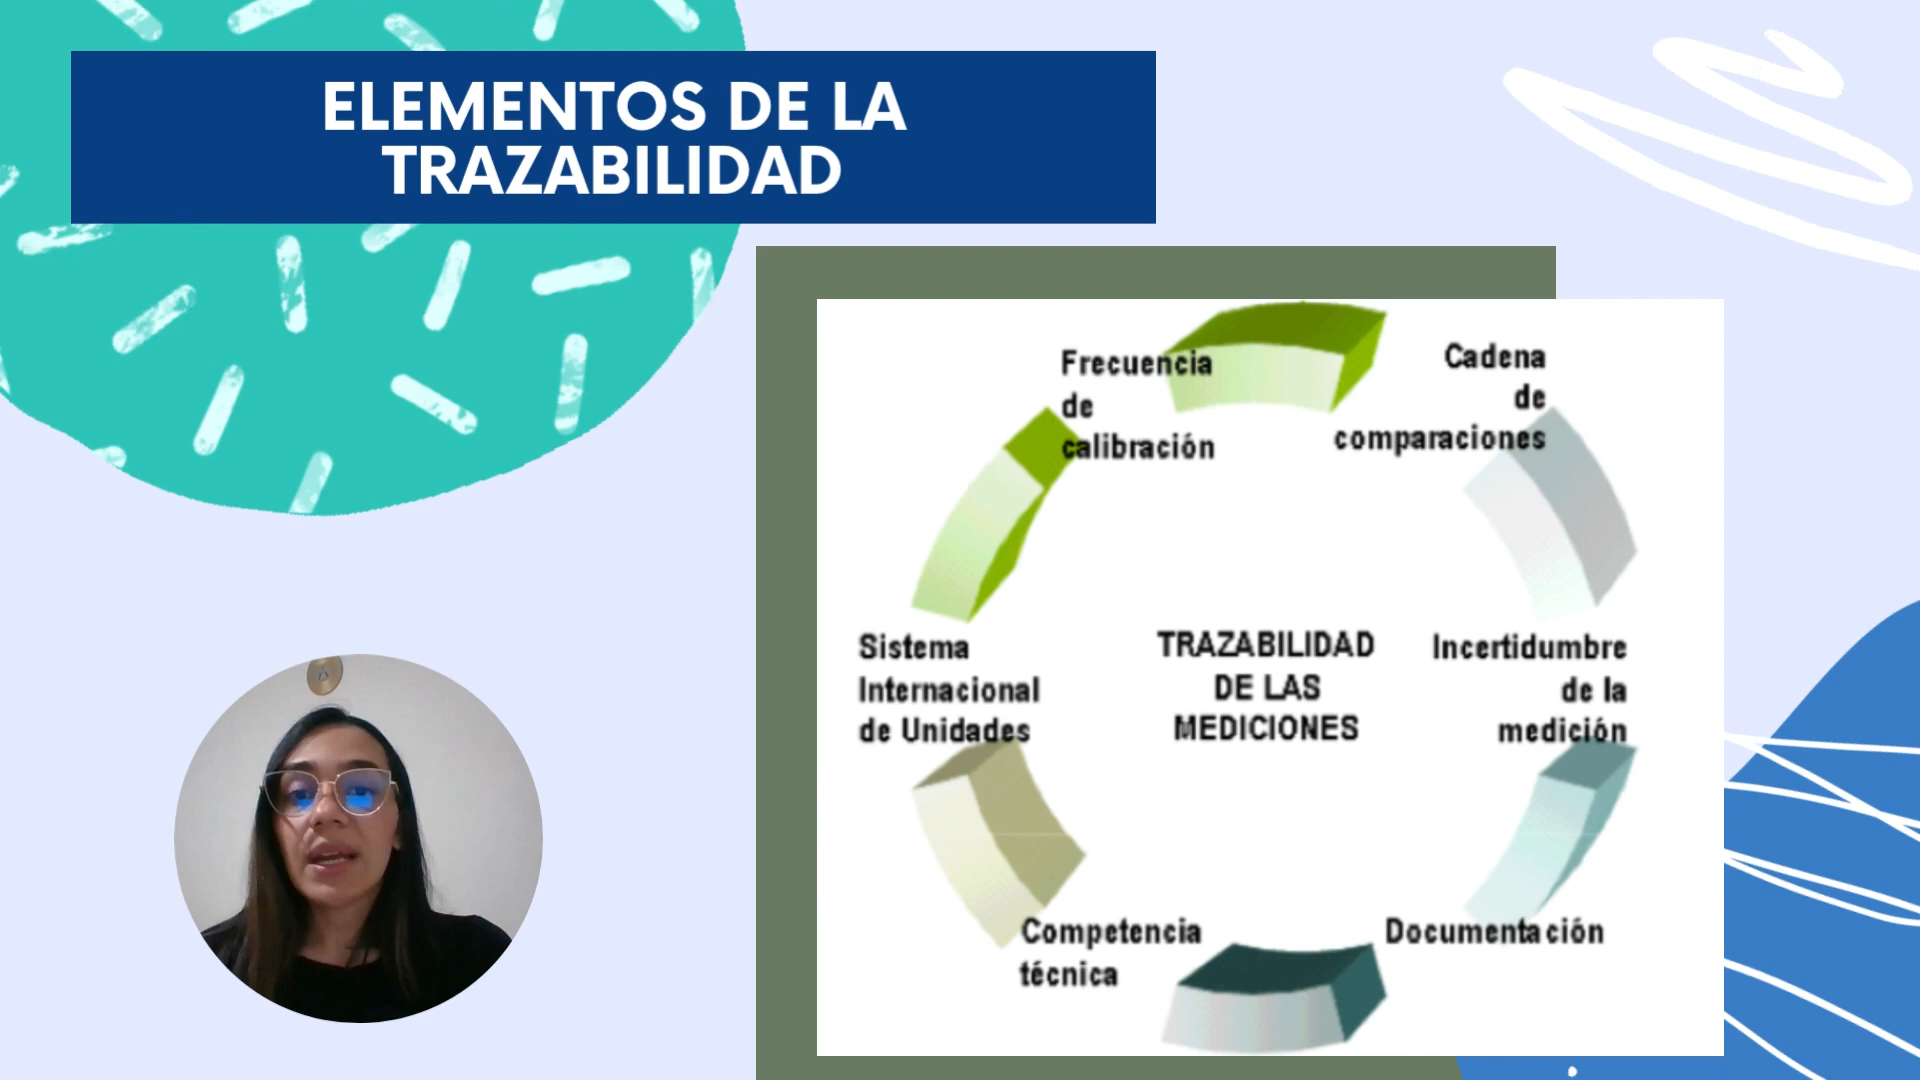 ELEMENTOS DE LA
TRAZABILIDAD
Frecuencia
de
calibración
Cadena
de
comparaciones
Sistema
Internacional
de Unidades
TRAZABILIDAD
DE LAS
MEDICIONES
Incertidumbre
de la
medición
Competencia
técnica
Documentación